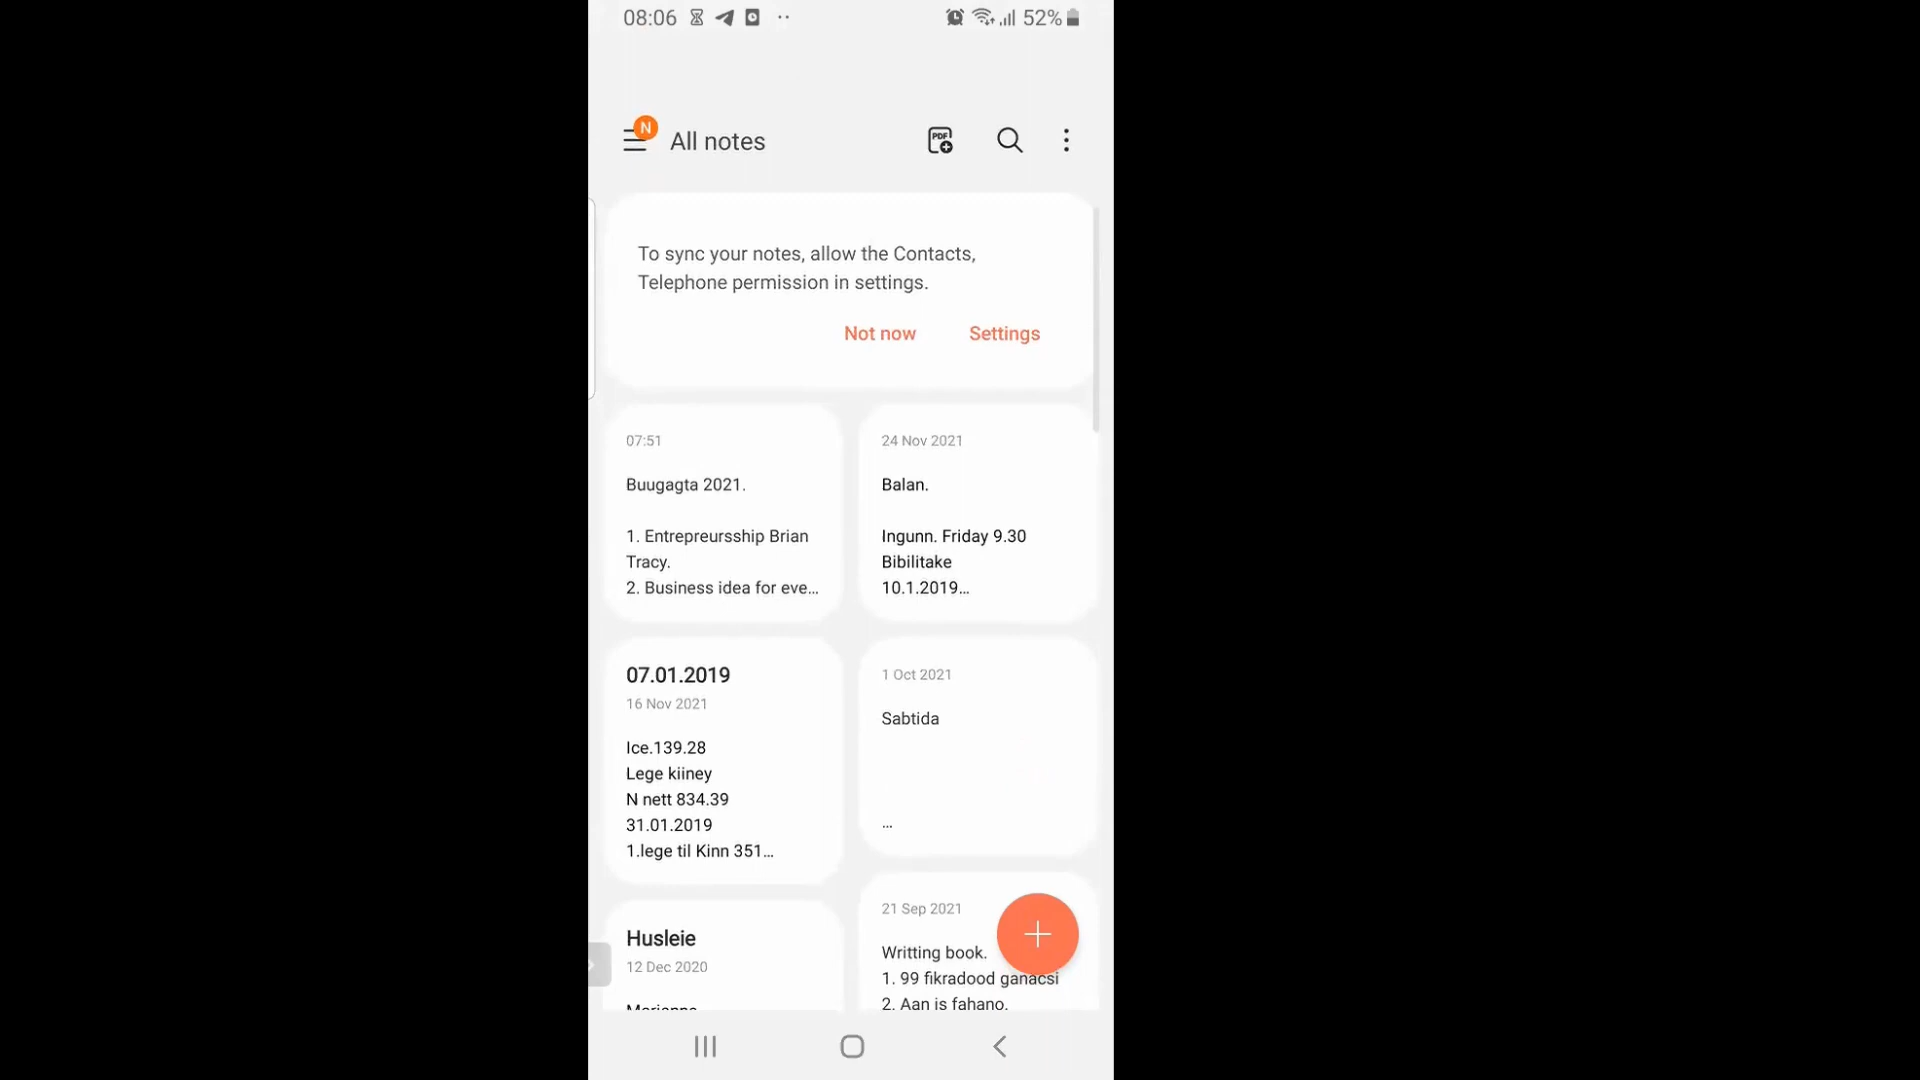 08:06
52%
N
All notes
PDF
To sync your notes, allow the Contacts,
Telephone permission in settings.
Not now
Settings
07:51
Buugagta 2021.
1. Entrepreursship Brian
Tracy.
2. Business idea for eve...
24 Nov 2021
Balan.
Ingunn. Friday 9.30
Bibilitake
10.1.2019...
07.01.2019
16 Nov 2021
Ice.139.28
Lege kiiney
N nett 834.39
31.01.2019
1.lege til Kinn 351...
1 Oct 2021
Sabtida
...
Husleie
12 Dec 2020
21 Sep 2021
Writting book.
1. 99 fikradood ganacsi
2. Aan is fahano.